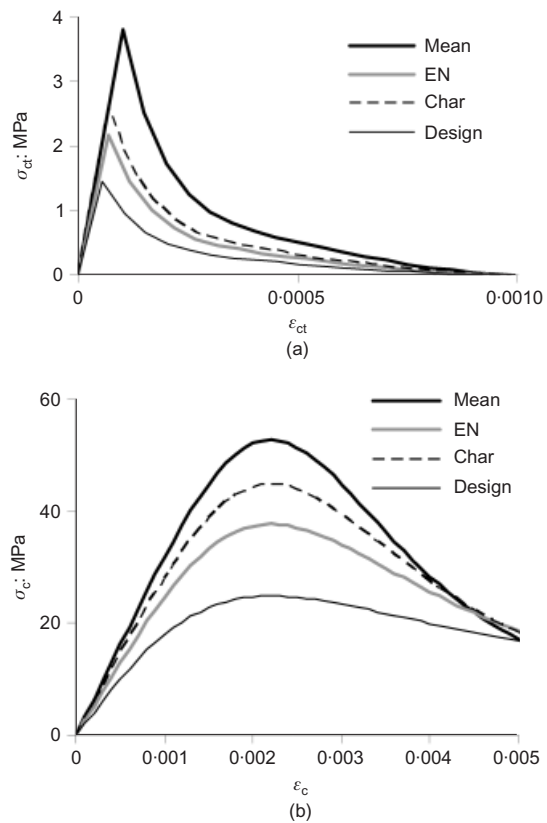 4
3
2
1
0
σct: MPa
Mean
EN
Char
Design
0
0·0005
0·0010
εct
(a)
60
40
20
0
σc: MPa
Mean
EN
Char
Design
0
0·001
0·002
0·003
0·004
0·005
εc
(b)